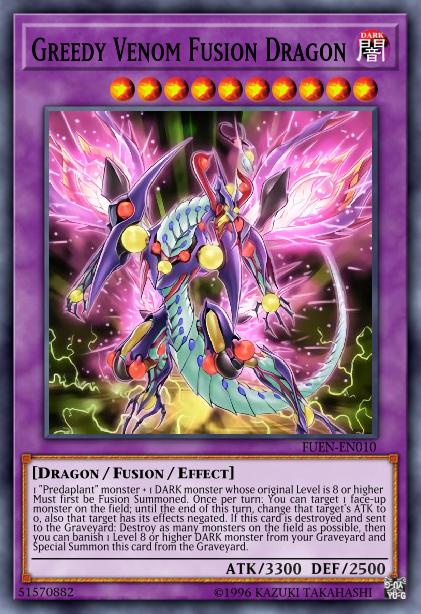 GREEDY VENOM FUSION DRAGON
DARK
闇
FUEN-EN010
[DRAGON / FUSION / EFFECT]
1 "Predaplant" monster + 1 DARK monster whose original Level is 8 or higher
Must first be Fusion Summoned. Once per turn: You can target 1 face-up
monster on the field; until the end of this turn, change that target's ATK to
0, also that target has its effects negated. If this card is destroyed and sent
to the Graveyard: Destroy as many monsters on the field as possible, then
you can banish 1 Level 8 or higher DARK monster from your Graveyard and
Special Summon this card from the Graveyard.
ATK/3300 DEF/2500
51570882
©1996 KAZUKI TAKAHASHI